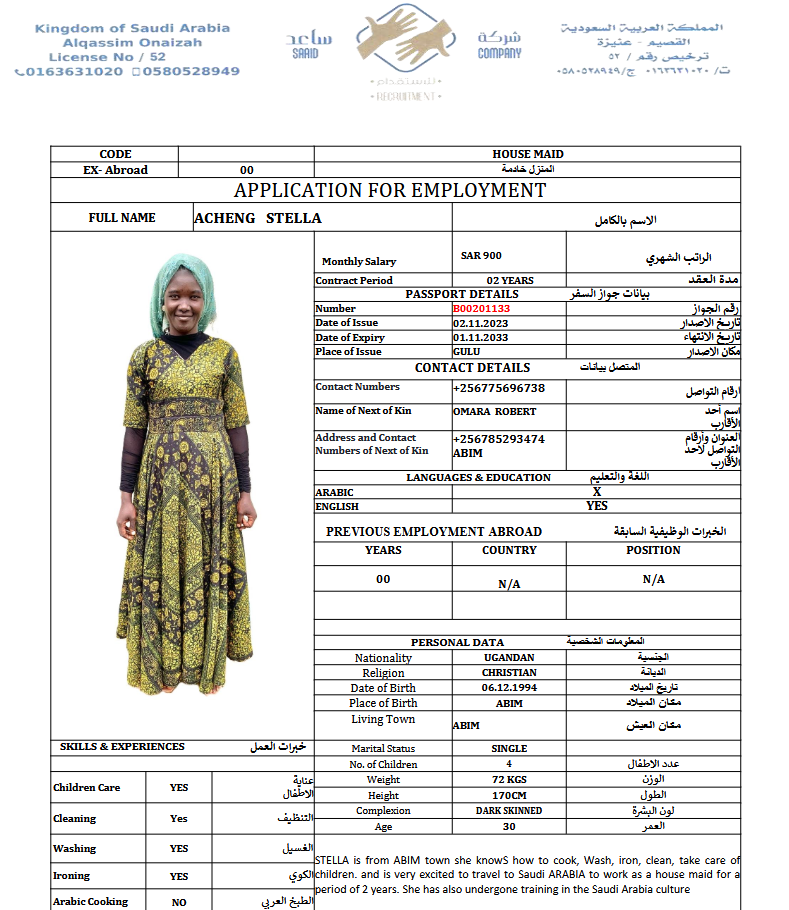 Kingdom of Saudi Arabia
Alqassim Onaizah
License No / 52
0163631020 0580528949
ساعد
SAAID
شركة
COMPANY
للاستقدام
• RECRUITMENT •
المملكة العربية السعودية
القصيم - عنيزة
ترخيص رقم / ٥٢
ت/ ٠١٦٣٦٣١٠٢٠ ج/ ٠٥٨٠٥٢٨٩٤٩
CODE HOUSE MAID
EX- Abroad 00 المنزل خادمة
APPLICATION FOR EMPLOYMENT
FULL NAME ACHENG STELLA الاسم بالكامل
Monthly Salary SAR 900 الراتب الشهري
Contract Period 02 YEARS مدة العقد
PASSPORT DETAILS بيانات جواز السفر
Number B00201133 رقم الجواز
Date of Issue 02.11.2023 تاريخ الاصدار
Date of Expiry 01.11.2033 تاريخ الانتهاء
Place of Issue GULU مكان الاصدار
CONTACT DETAILS المتصل بيانات
Contact Numbers +256775696738 ارقام التواصل
Name of Next of Kin OMARA ROBERT اسم أحد
الأقارب
Address and Contact +256785293474 العنوان وأرقام
Numbers of Next of Kin ABIM التواصل لاحد
الأقارب
LANGUAGES & EDUCATION اللغة والتعليم
ARABIC X
ENGLISH YES
PREVIOUS EMPLOYMENT ABROAD الخبرات الوظيفية السابقة
YEARS COUNTRY POSITION
00 N/A N/A
PERSONAL DATA المعلومات الشخصية
Nationality UGANDAN الجنسية
Religion CHRISTIAN الديانة
Date of Birth 06.12.1994 تاريخ الميلاد
Place of Birth ABIM مكان الميلاد
Living Town ABIM مكان العيش
SKILLS & EXPERIENCES خبرات العمل
Marital Status SINGLE
No. of Children 4 عدد الاطفال
Weight 72 KGS الوزن
Height 170CM الطول
Complexion DARK SKINNED لون البشرة
Age 30 العمر
Children Care YES عناية
الاطفال
Cleaning Yes التنظيف
Washing YES الغسيل
Ironing YES الكوي
Arabic Cooking NO الطبخ العربي
STELLA is from ABIM town she knowS how to cook, Wash, iron, clean, take care of
children. and is very excited to travel to Saudi ARABIA to work as a house maid for a
period of 2 years. She has also undergone training in the Saudi Arabia culture